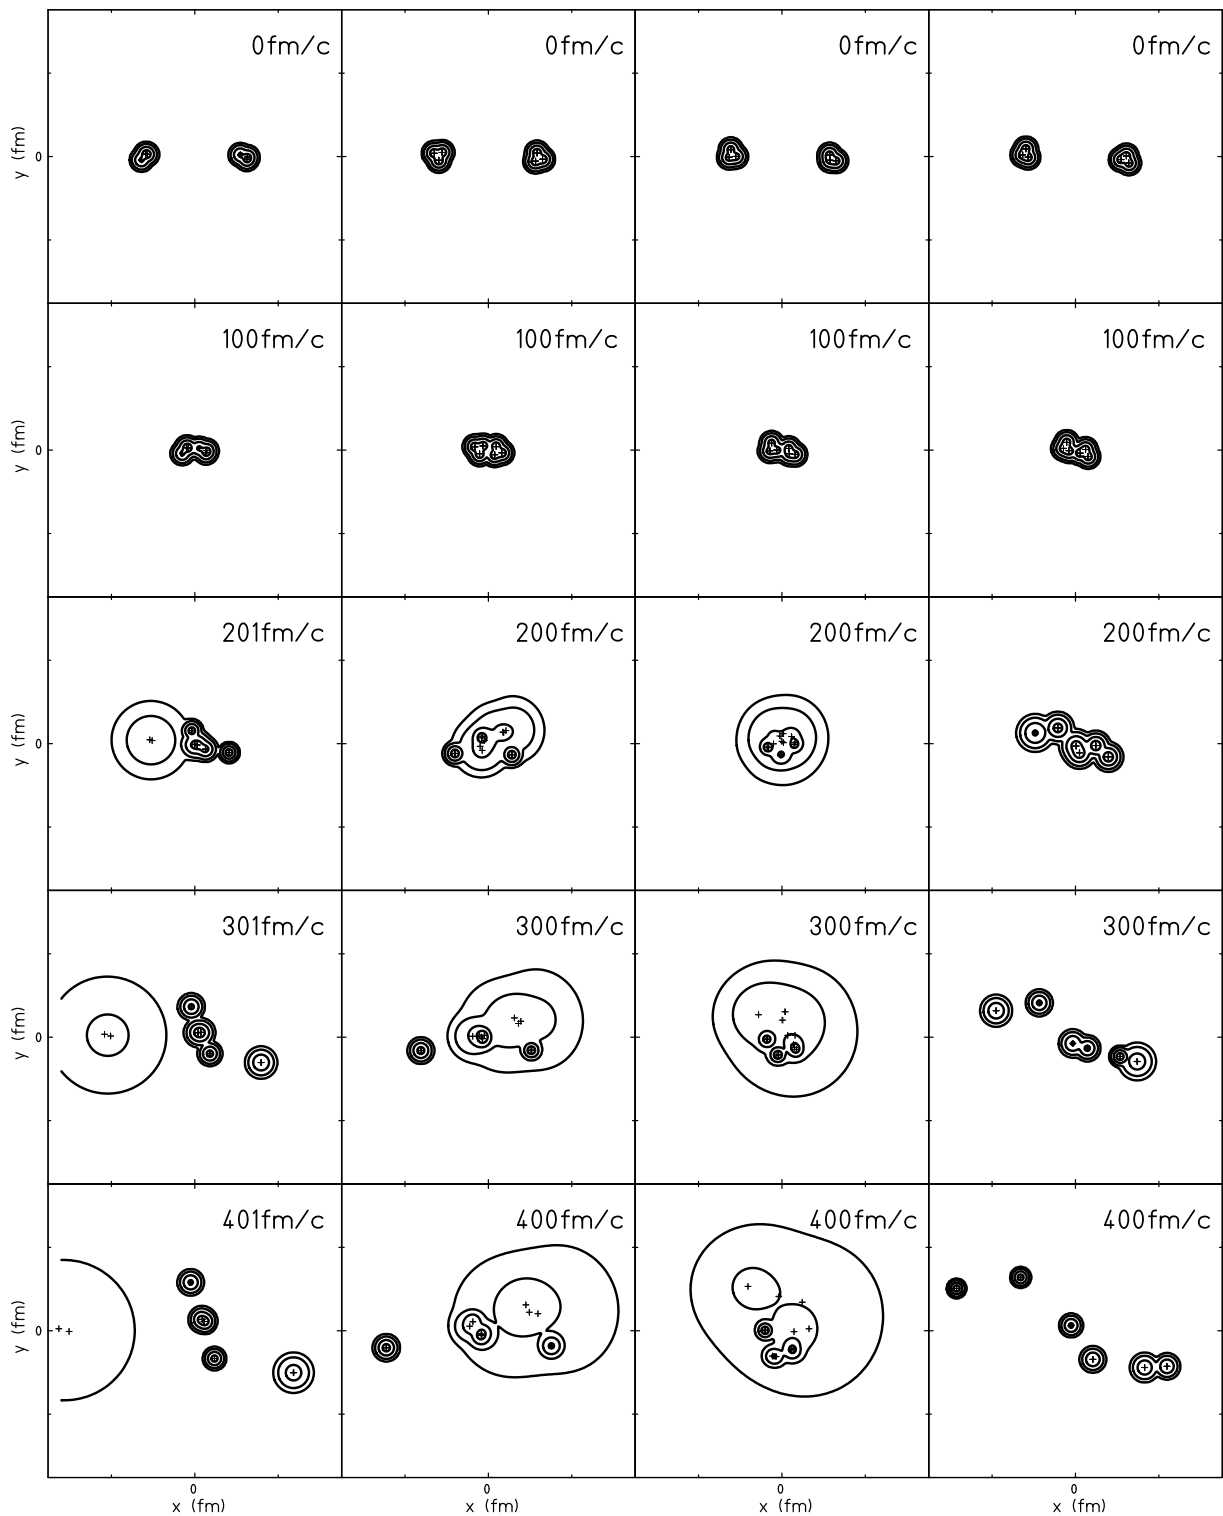 0fm/c 0fm/c 0fm/c 0fm/c
y (fm) 0
100fm/c 100fm/c 100fm/c 100fm/c
y (fm) 0
201fm/c 200fm/c 200fm/c 200fm/c
y (fm) 0
301fm/c 300fm/c 300fm/c 300fm/c
y (fm) 0
401fm/c 400fm/c 400fm/c 400fm/c
y (fm) 0
0 0 0 0
x (fm) x (fm) x (fm) x (fm)